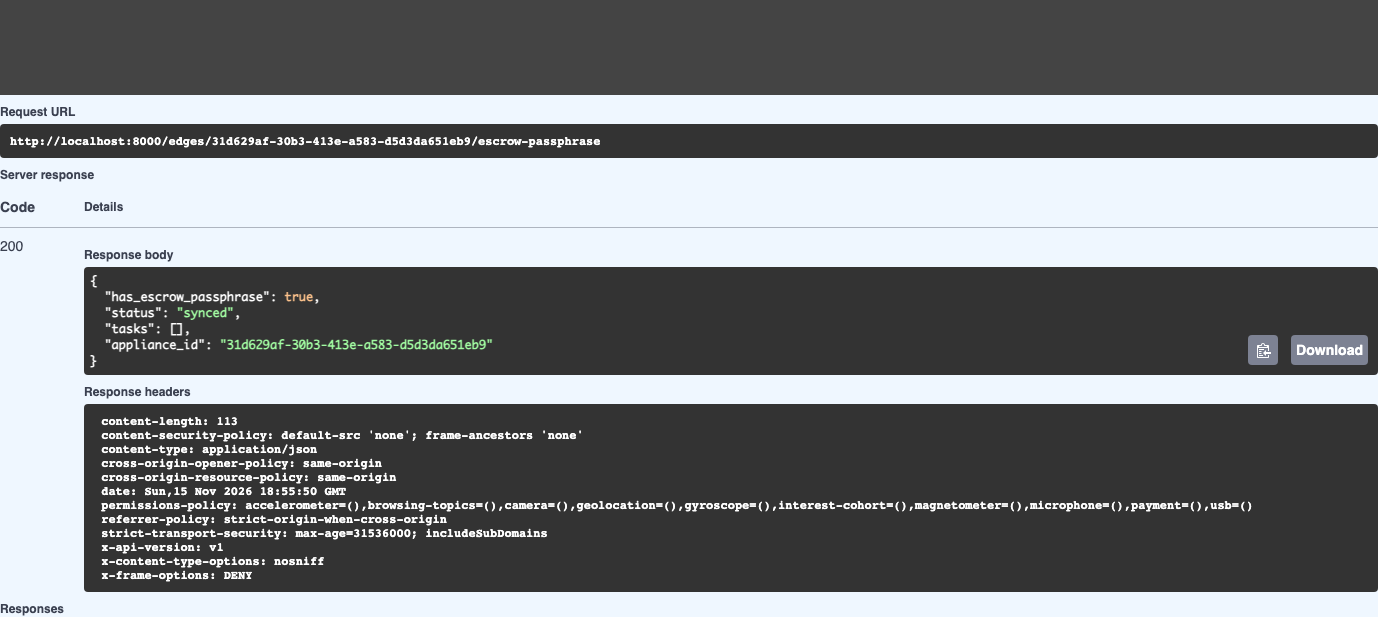 Request URL
http://localhost:8000/edges/31d629af-30b3-413e-a583-d5d3da651eb9/escrow-passphrase
Server response
Code Details
200
Response body
{
  "has_escrow_passphrase": true,
  "status": "synced",
  "tasks": [],
  "appliance_id": "31d629af-30b3-413e-a583-d5d3da651eb9"
}
Download
Response headers
content-length: 113
content-security-policy: default-src 'none'; frame-ancestors 'none'
content-type: application/json
cross-origin-opener-policy: same-origin
cross-origin-resource-policy: same-origin
date: Sun,15 Nov 2026 18:55:50 GMT
permissions-policy: accelerometer=(),browsing-topics=(),camera=(),geolocation=(),gyroscope=(),interest-cohort=(),magnetometer=(),microphone=(),payment=(),usb=()
referrer-policy: strict-origin-when-cross-origin
strict-transport-security: max-age=31536000; includeSubDomains
x-api-version: v1
x-content-type-options: nosniff
x-frame-options: DENY
Responses